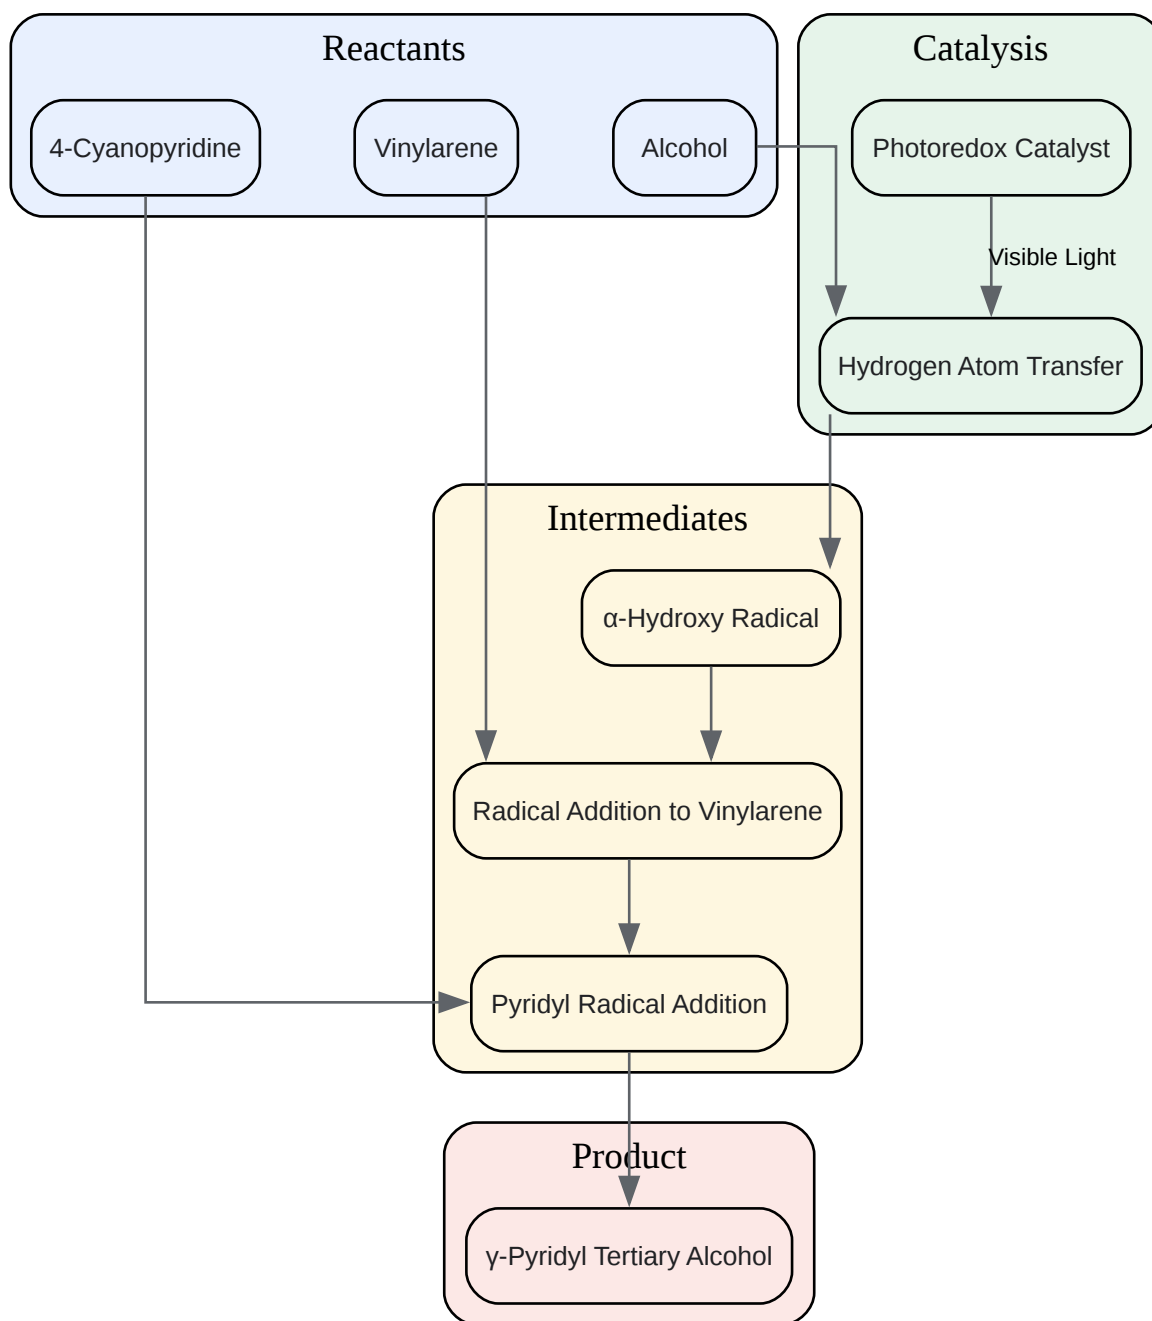 Reactants
Catalysis
4-Cyanopyridine
Vinylarene
Alcohol
Photoredox Catalyst
Visible Light
Hydrogen Atom Transfer
Intermediates
α-Hydroxy Radical
Radical Addition to Vinylarene
Pyridyl Radical Addition
Product
γ-Pyridyl Tertiary Alcohol